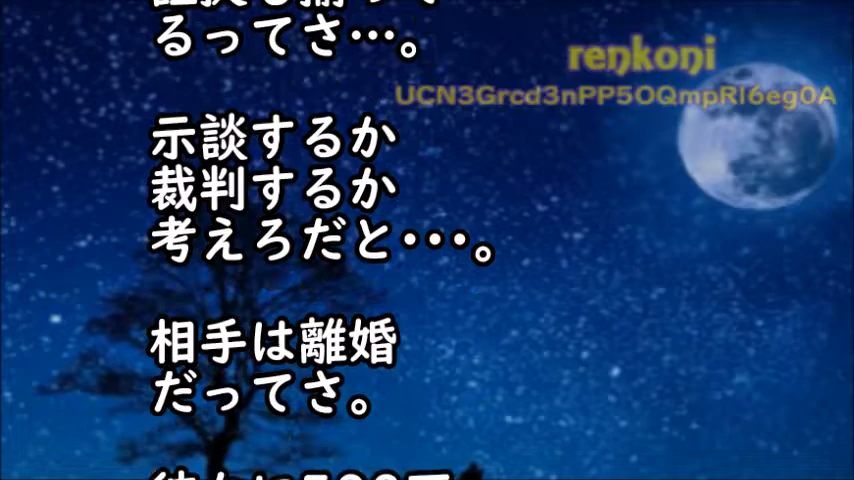 るってさ…。
renkoni
UCN3Grcd3nPP5OQmpRI6eg0A
示談するか
裁判するか
考えろだと・・・。
相手は離婚
だってさ。